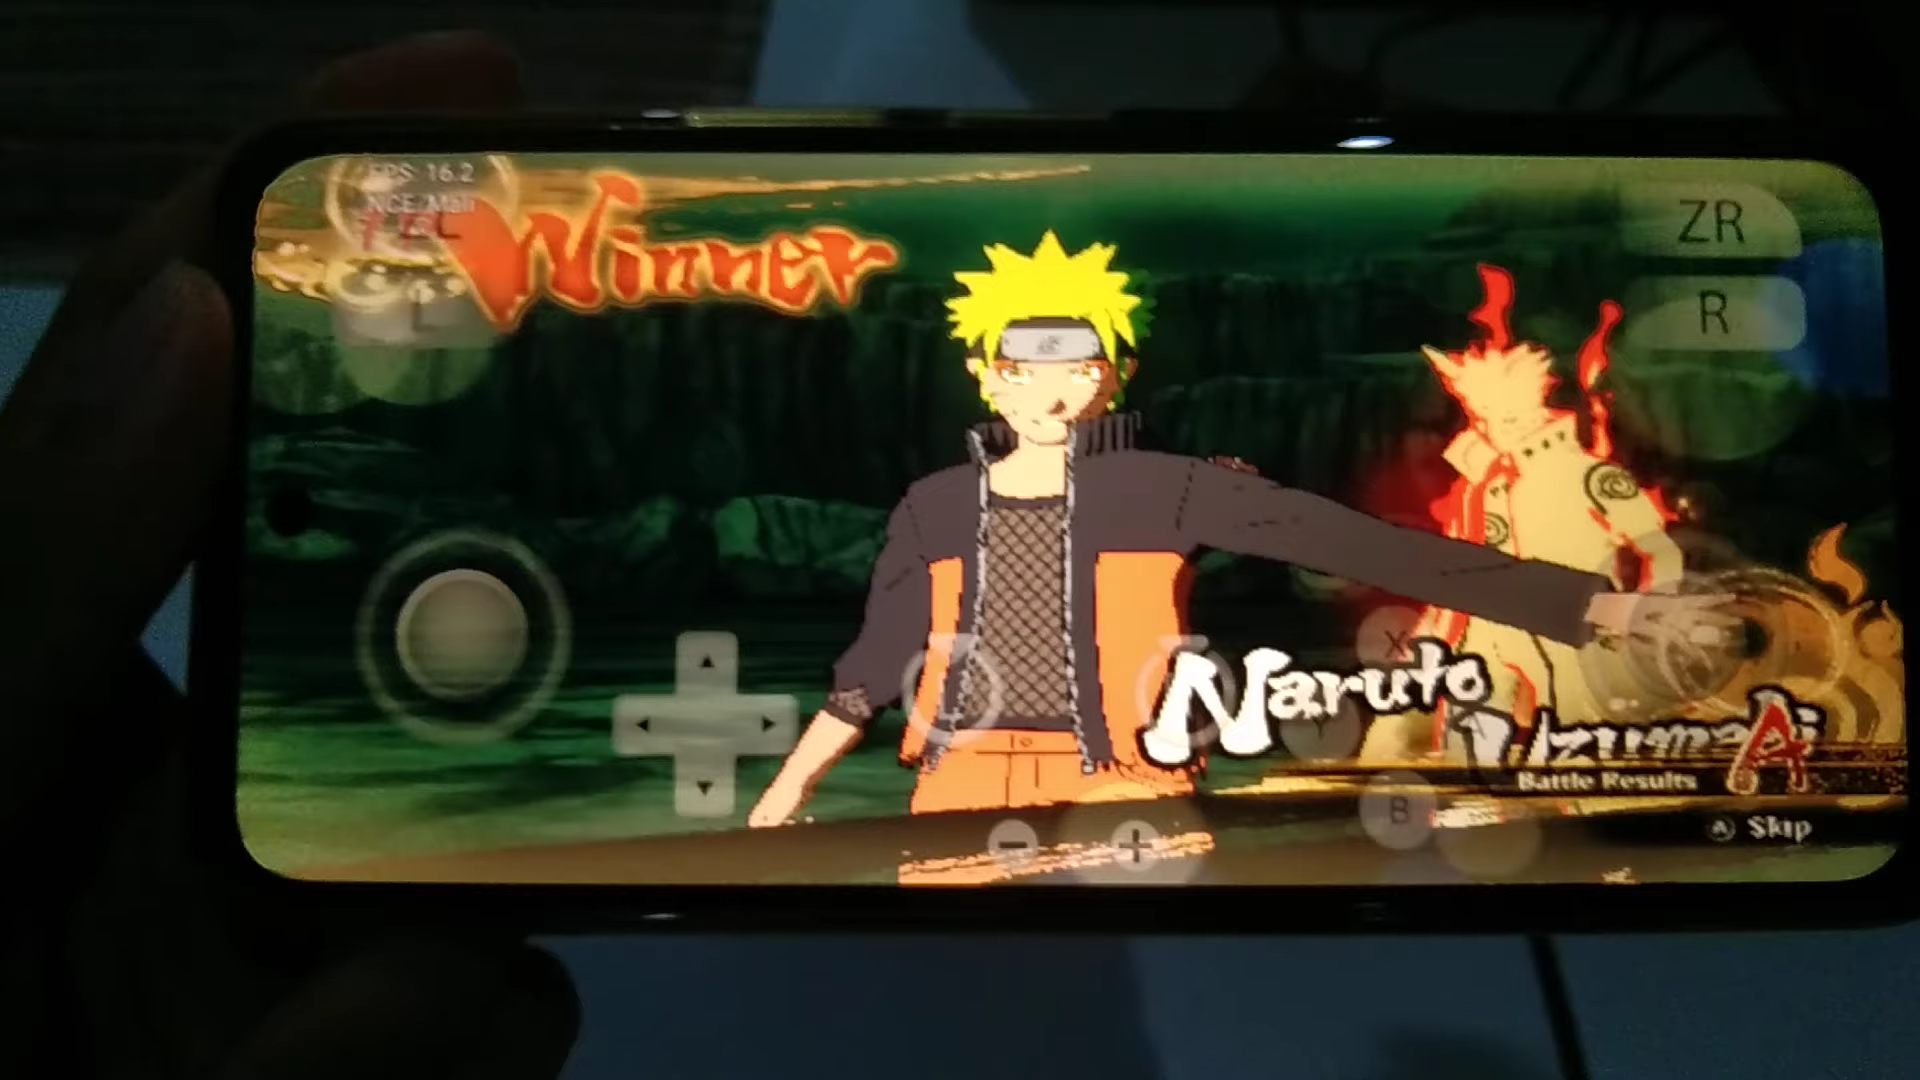 FPS: 16.2
NCE Mali
ZL
Winner
ZR
L
R
X
Naruto
Uzumaki
Battle Results
A
B
- +
A Skip